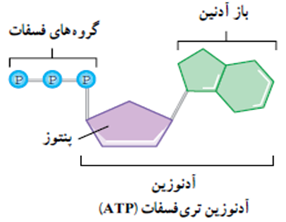 باز آدنین
گروه‌های فسفات
P P P
پنتوز
آدنوزین
آدنوزین تری‌فسفات (ATP)